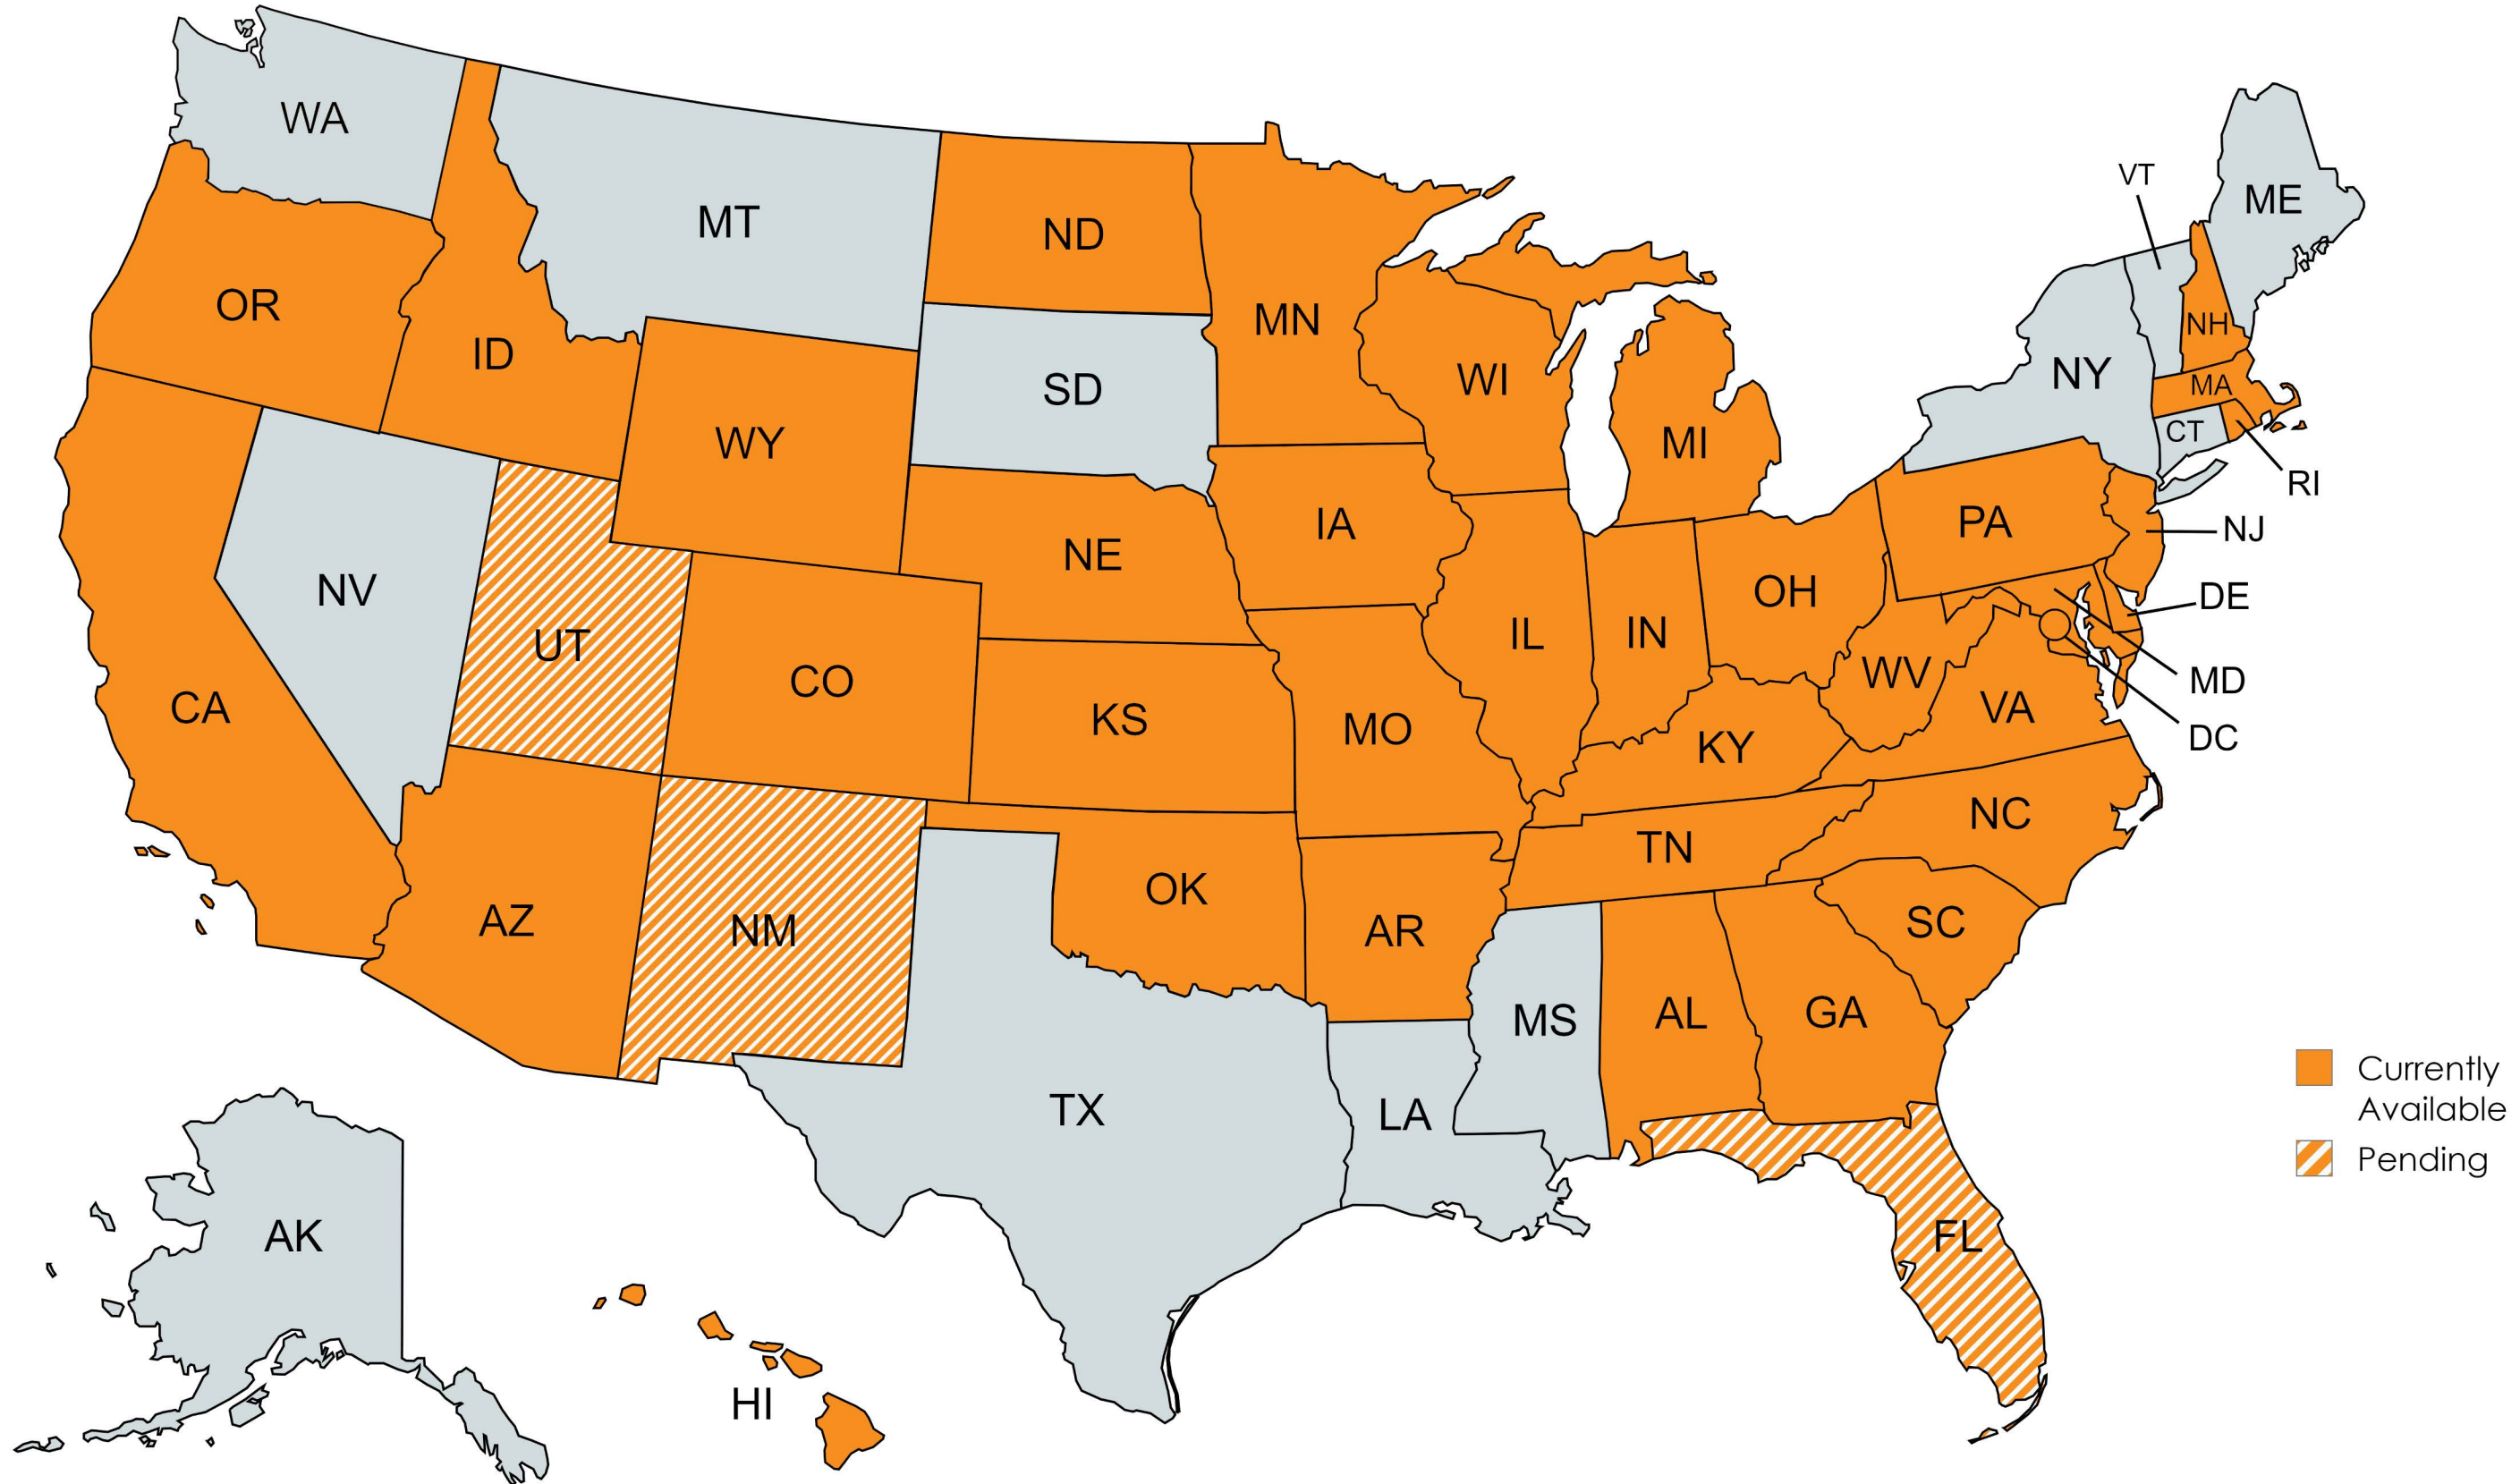 WA
MT
ND
MN
VT
ME
OR
ID
SD
WI
NH
WY
NY
MA
MI
CT
RI
IA
PA
NJ
NE
NV
OH
DE
UT
IL
IN
CO
WV
MD
CA
KS
MO
VA
DC
KY
NC
TN
OK
AZ
NM
AR
SC
MS
AL
GA
TX
LA
Currently
Available
Pending
AK
FL
HI